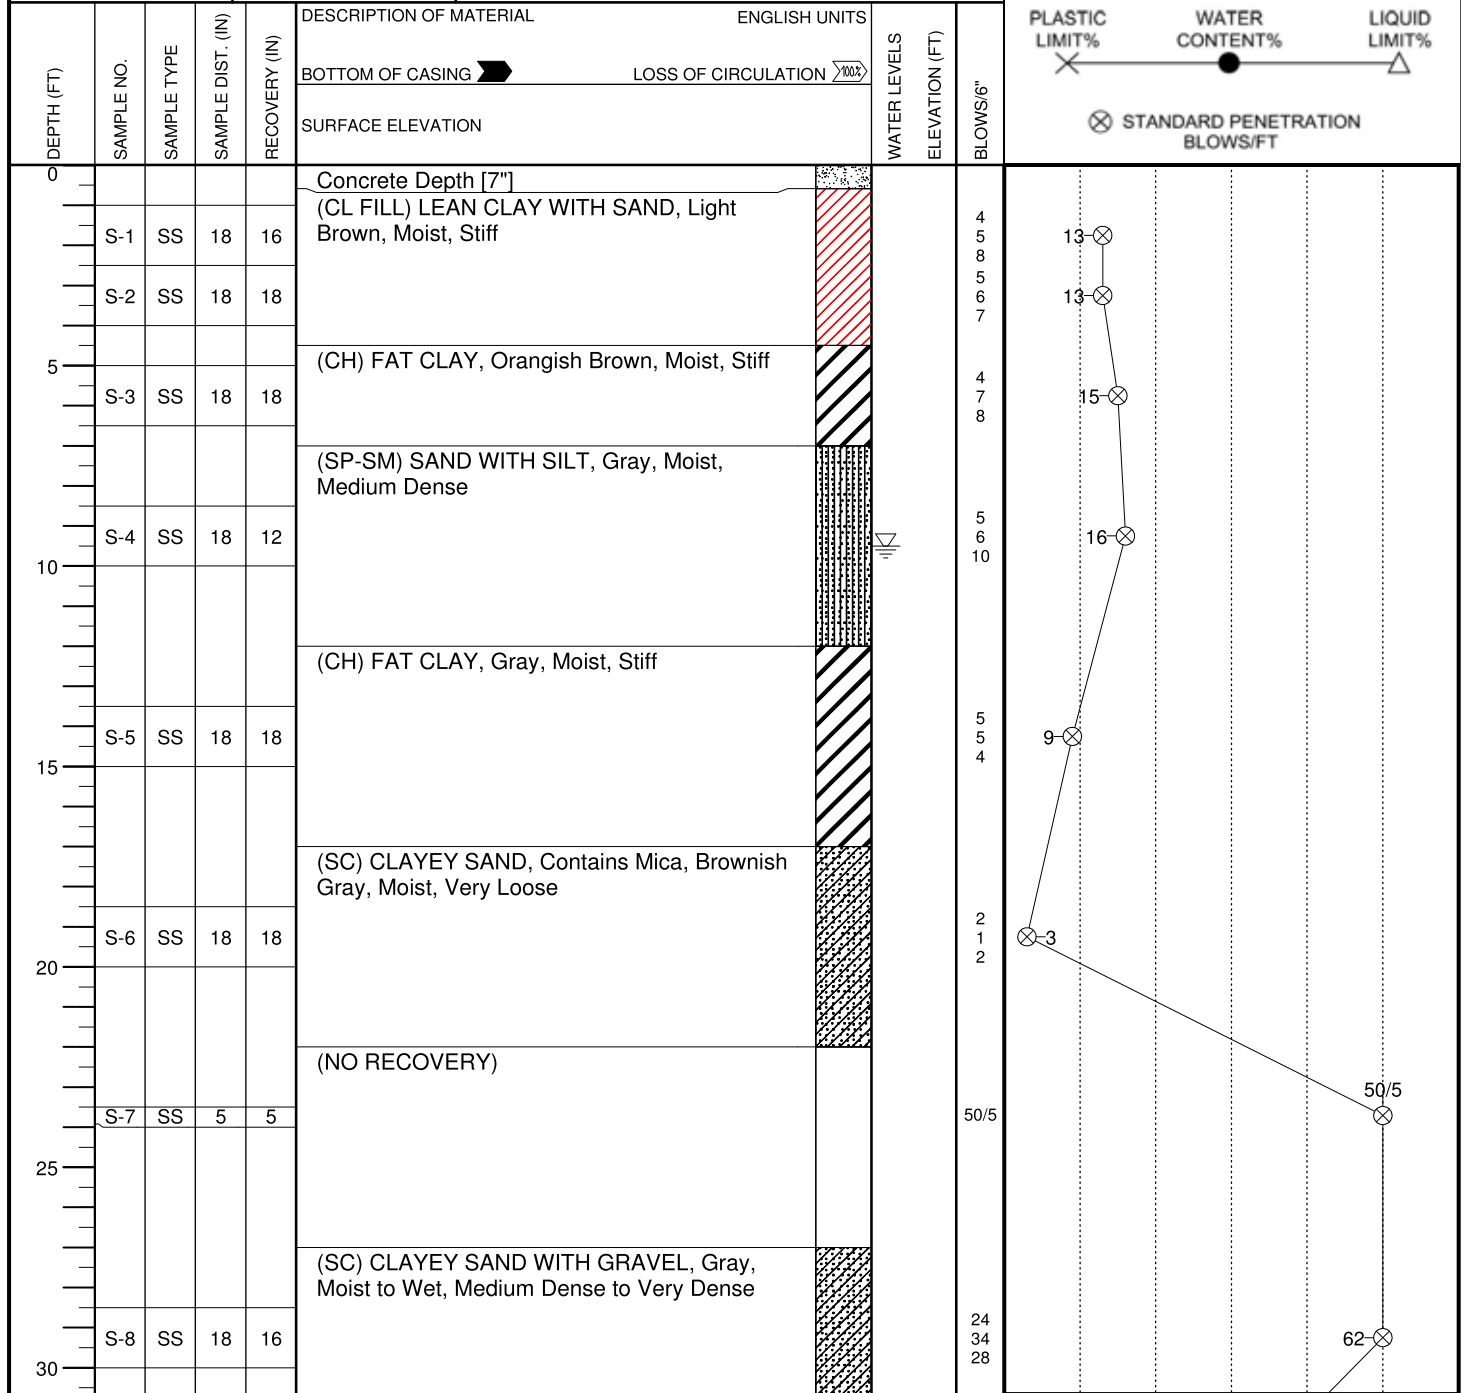 DEPTH (FT)
SAMPLE NO.
SAMPLE TYPE
SAMPLE DIST. (IN)
RECOVERY (IN)
DESCRIPTION OF MATERIAL ENGLISH UNITS
BOTTOM OF CASING LOSS OF CIRCULATION 100%
SURFACE ELEVATION
WATER LEVELS
ELEVATION (FT)
BLOWS/6"
PLASTIC LIMIT%
WATER CONTENT%
LIQUID LIMIT%
STANDARD PENETRATION
BLOWS/FT
0
Concrete Depth [7"]
(CL FILL) LEAN CLAY WITH SAND, Light
Brown, Moist, Stiff
S-1 SS 18 16
4
5
8
13
S-2 SS 18 18
5
6
7
13
5
(CH) FAT CLAY, Orangish Brown, Moist, Stiff
S-3 SS 18 18
4
7
8
15
(SP-SM) SAND WITH SILT, Gray, Moist,
Medium Dense
S-4 SS 18 12
5
6
10
16
10
(CH) FAT CLAY, Gray, Moist, Stiff
S-5 SS 18 18
5
5
4
9
15
(SC) CLAYEY SAND, Contains Mica, Brownish
Gray, Moist, Very Loose
S-6 SS 18 18
2
1
2
3
20
(NO RECOVERY)
S-7 SS 5 5
50/5
50/5
25
(SC) CLAYEY SAND WITH GRAVEL, Gray,
Moist to Wet, Medium Dense to Very Dense
S-8 SS 18 16
24
34
28
62
30